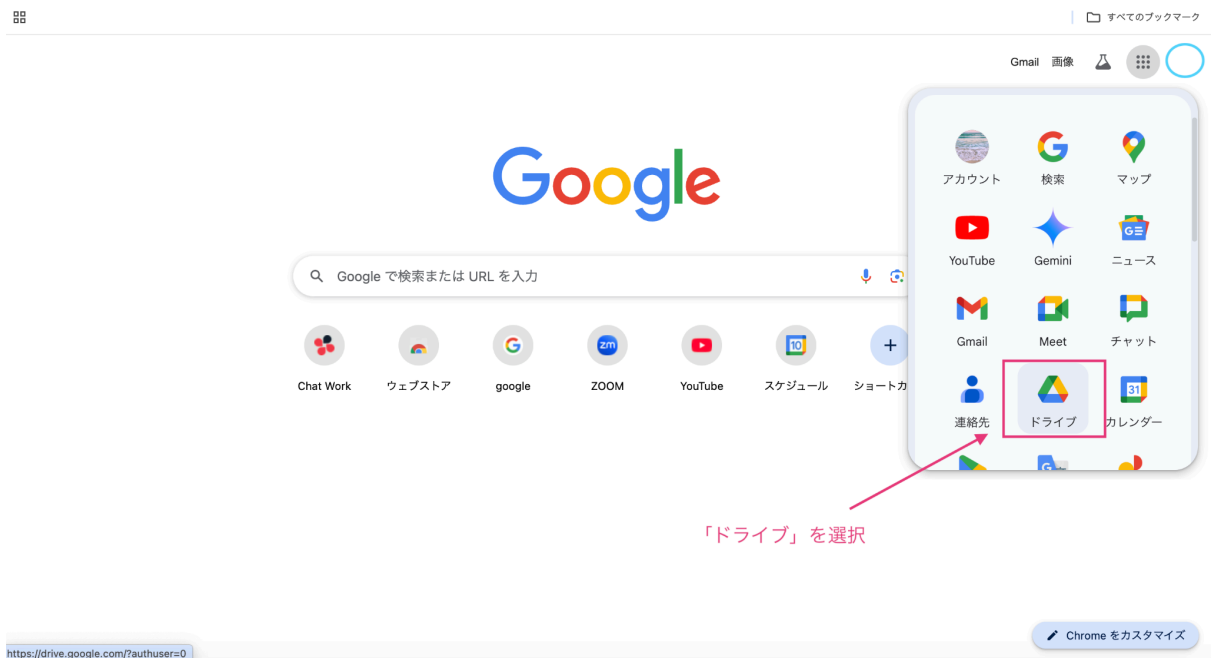 すべてのブックマーク
Gmail 画像
Google
アカウント 検索 マップ
YouTube Gemini ニュース
Gmail Meet チャット
連絡先 ドライブ カレンダー
31
Google で検索または URL を入力
zm
10
Chat Work ウェブストア google ZOOM YouTube スケジュール ショートカ
「ドライブ」を選択
Chrome をカスタマイズ
https://drive.google.com/?authuser=0